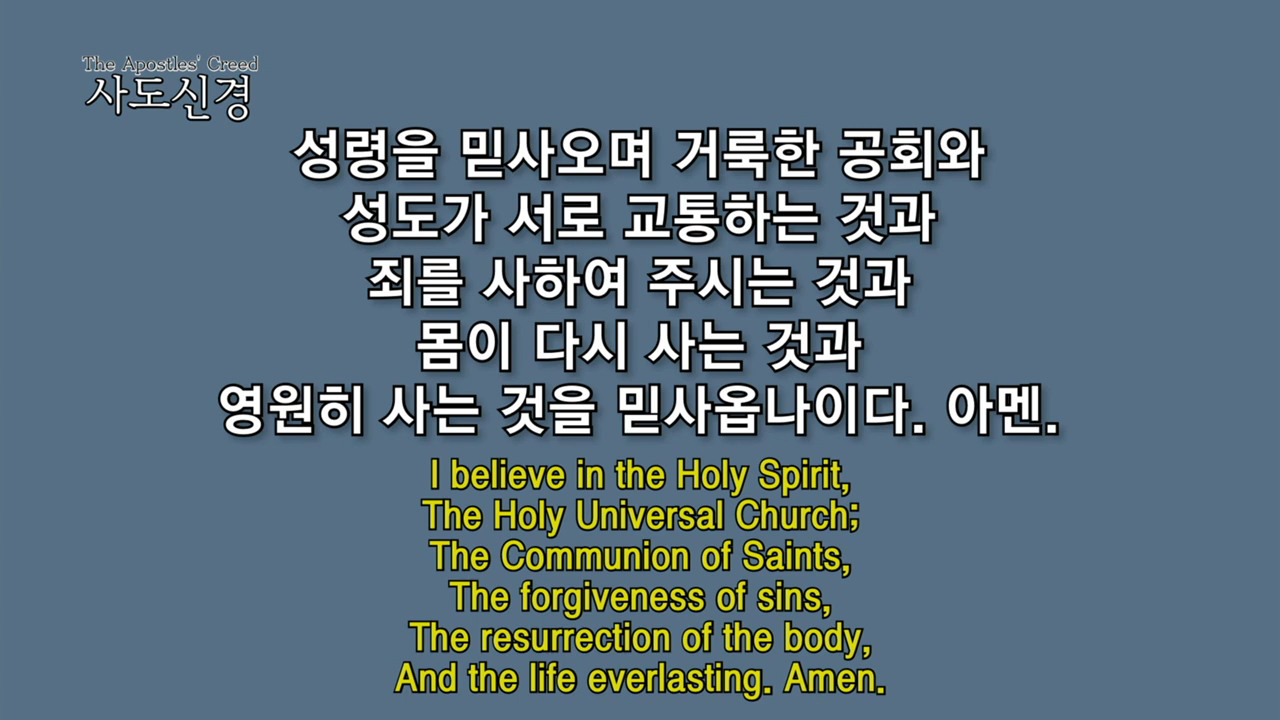 The Apostles' Creed
사도신경
성령을 믿사오며 거룩한 공회와
성도가 서로 교통하는 것과
죄를 사하여 주시는 것과
몸이 다시 사는 것과
영원히 사는 것을 믿사옵나이다. 아멘.
I believe in the Holy Spirit,
The Holy Universal Church;
The Communion of Saints,
The forgiveness of sins,
The resurrection of the body,
And the life everlasting. Amen.